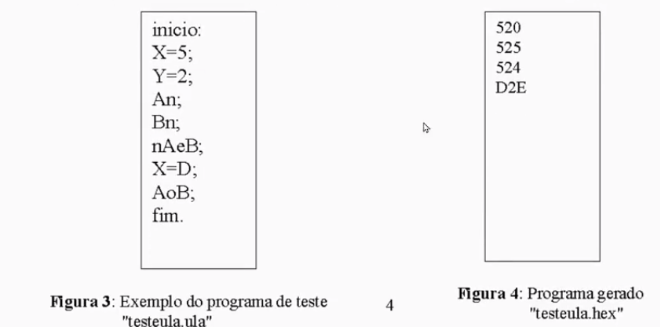 inicio:
X=5;
Y=2;
An;
Bn;
nAeB;
X=D;
AoB;
fim.
520
525
524
D2E
Figura 3: Exemplo do programa de teste
"testeula.ula"
4
Figura 4: Programa gerado
"testeula.hex"